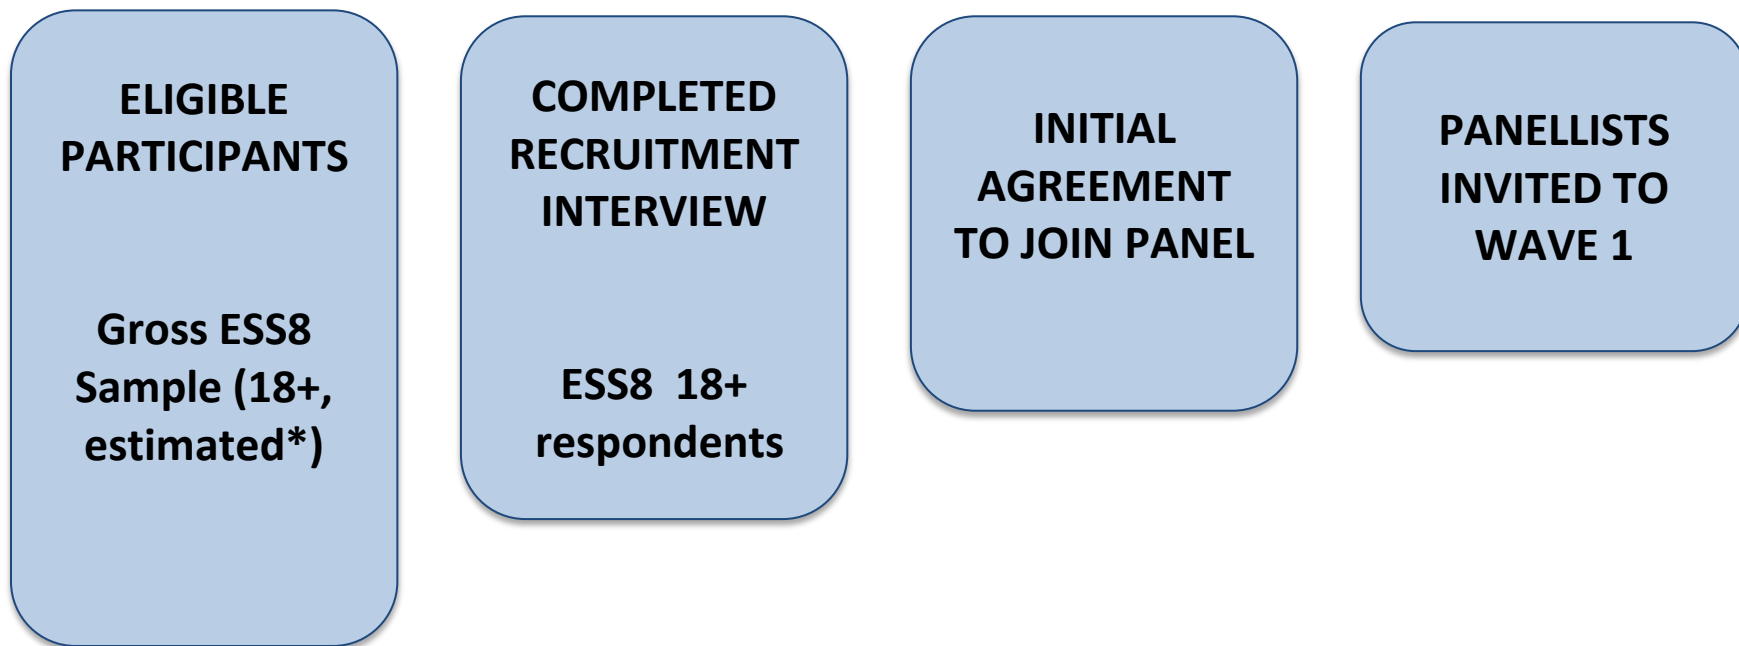 ELIGIBLE
PARTICIPANTS
Gross ESS8
Sample (18+,
estimated*)
COMPLETED
RECRUITMENT
INTERVIEW
ESS8 18+
respondents
INITIAL
AGREEMENT
TO JOIN PANEL
PANELLISTS
INVITED TO
WAVE 1